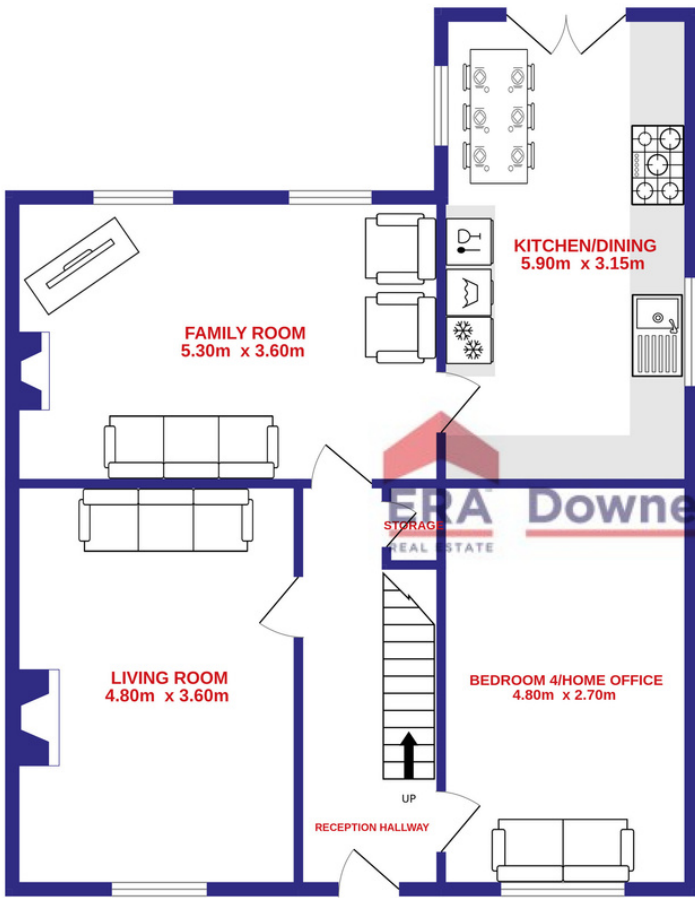 KITCHEN/DINING
5.90m x 3.15m
FAMILY ROOM
5.30m x 3.60m
ERA Downe
REAL ESTATE
STORAGE
LIVING ROOM
4.80m x 3.60m
BEDROOM 4/HOME OFFICE
4.80m x 2.70m
UP
RECEPTION HALLWAY